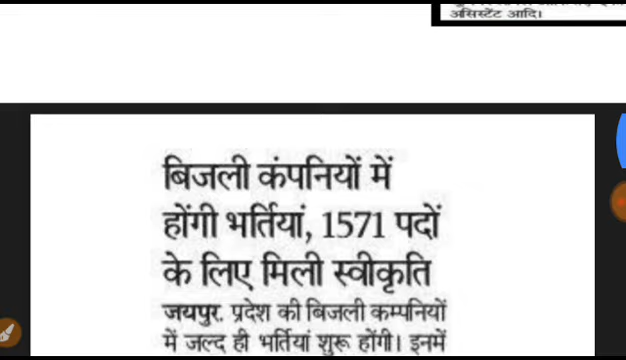 असिस्टेंट आदि।
बिजली कंपनियों में
होंगी भर्तियां, 1571 पदों
के लिए मिली स्वीकृति
जयपुर. प्रदेश की बिजली कम्पनियों
में जल्द ही भर्तियां शुरू होंगी। इनमें